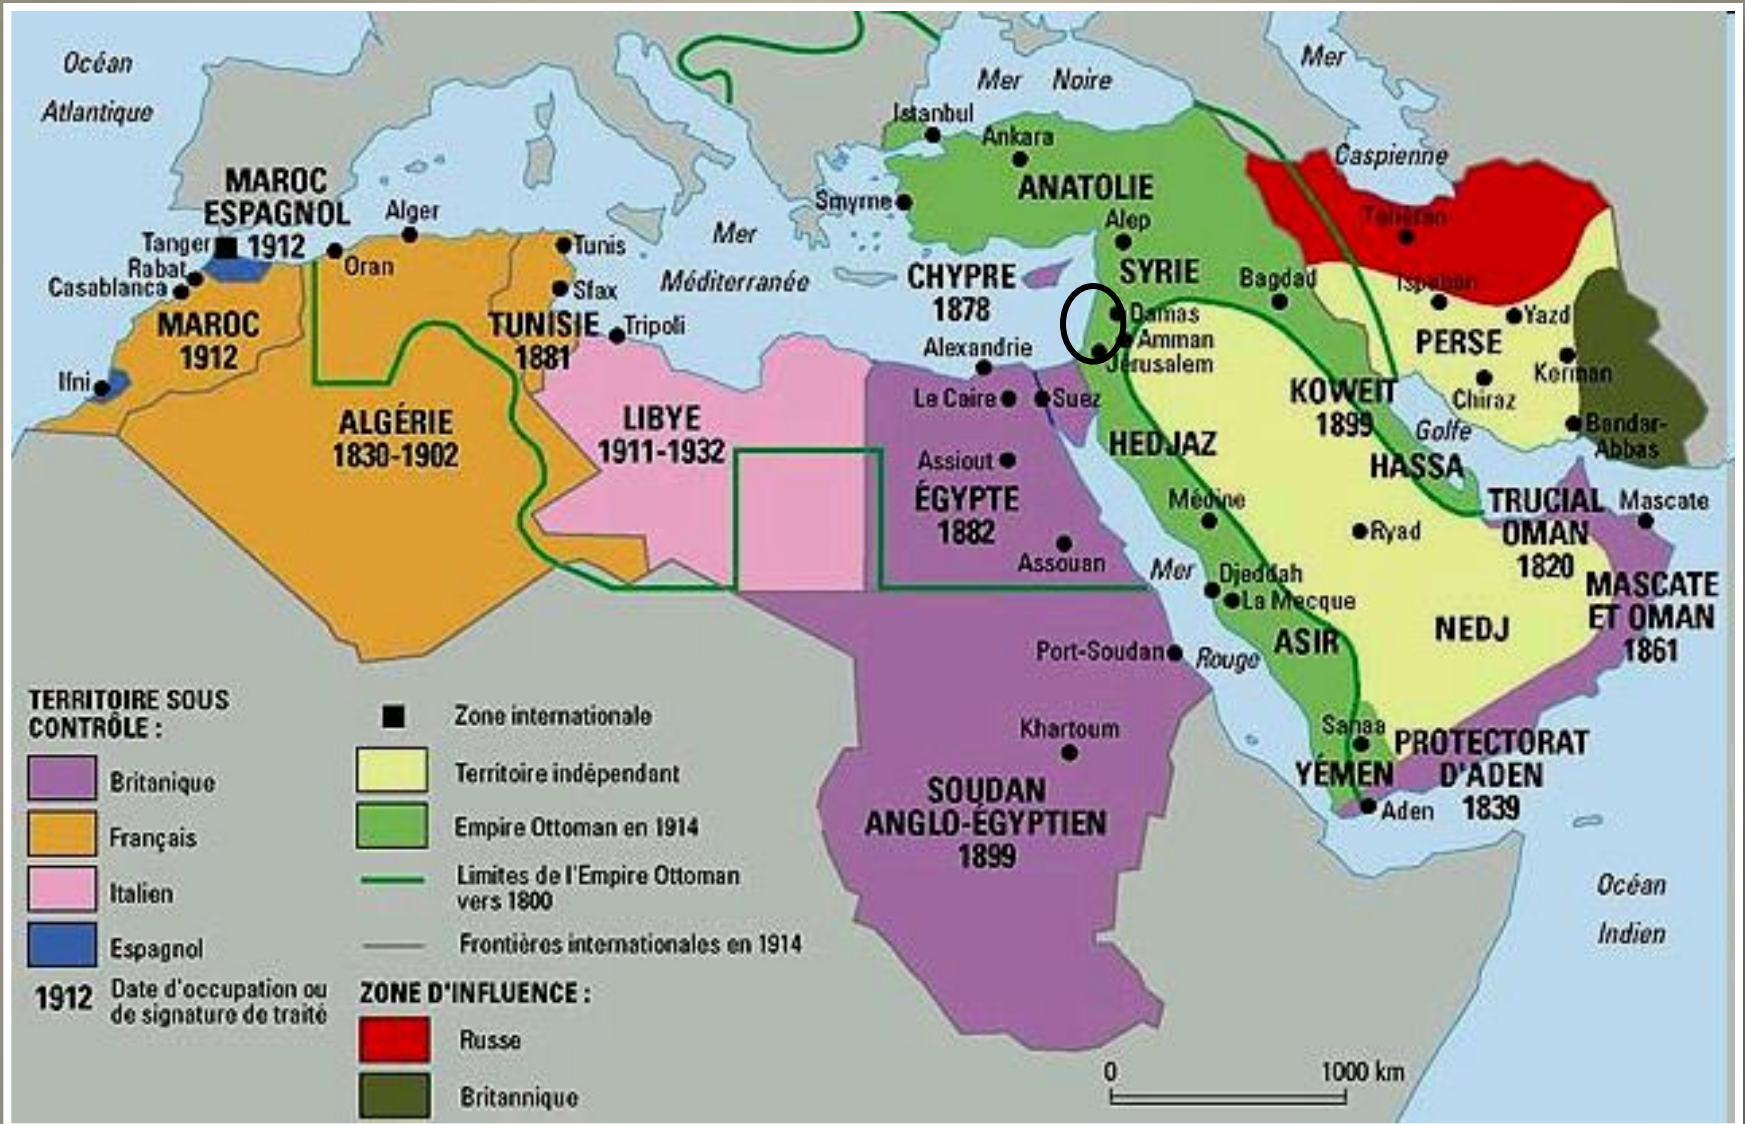 Océan
Atlantique
Mer Noire
Mer
Caspienne
Istanbul
Ankara
ANATOLIE
Smyrne
Alep
SYRIE
Téhéran
MAROC
ESPAGNOL
1912
Alger
Tanger
Rabat
Casablanca
Oran
Tunis
Sfax
Mer
Méditerranée
CHYPRE
1878
Bagdad
Ispahan
Yazd
MAROC
1912
TUNISIE
1881
Tripoli
Damas
Amman
Jérusalem
PERSE
Kerman
Chiraz
Alexandrie
Ifni
Le Caire
Suez
KOWEIT
1899
Golfe
Bandar-
Abbas
ALGÉRIE
1830-1902
LIBYE
1911-1932
HEDJAZ
HASSA
Assiout
ÉGYPTE
1882
Médine
TRUCIAL
OMAN
1820
Mascate
Ryad
Assouan
Mer
Rouge
Djeddah
La Mecque
MASCATE
ET OMAN
1861
ASIR
NEDJ
Port-Soudan
Khartoum
Sanaa
YÉMEN
PROTECTORAT
D'ADEN
1839
Aden
SOUDAN
ANGLO-ÉGYPTIEN
1899
Océan
Indien
TERRITOIRE SOUS
CONTRÔLE :
Britanique
Français
Italien
Espagnol
1912 Date d'occupation ou
de signature de traité
Zone internationale
Territoire indépendant
Empire Ottoman en 1914
Limites de l'Empire Ottoman
vers 1800
Frontières internationales en 1914
ZONE D'INFLUENCE :
Russe
Britannique
0 1000 km